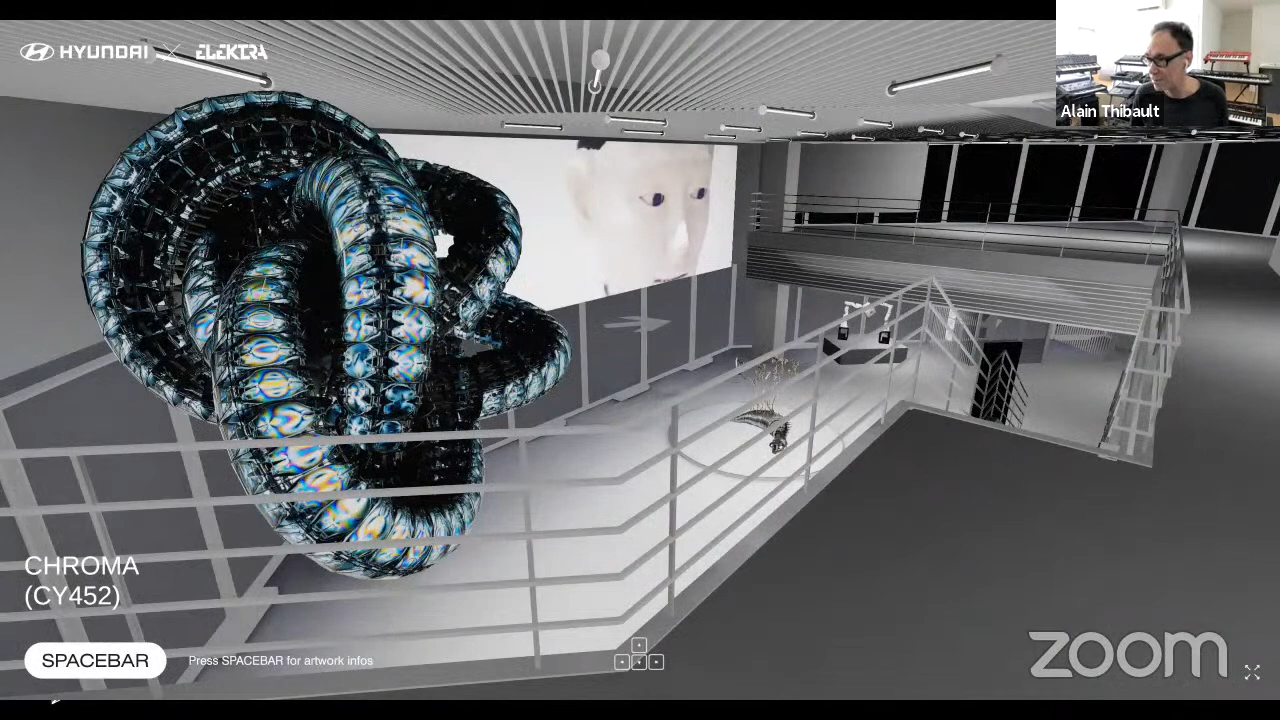 HYUNDAI × ELEKTRA
Alain Thibault
CHROMA
(CY452)
SPACEBAR
Press SPACEBAR for artwork infos
zoom